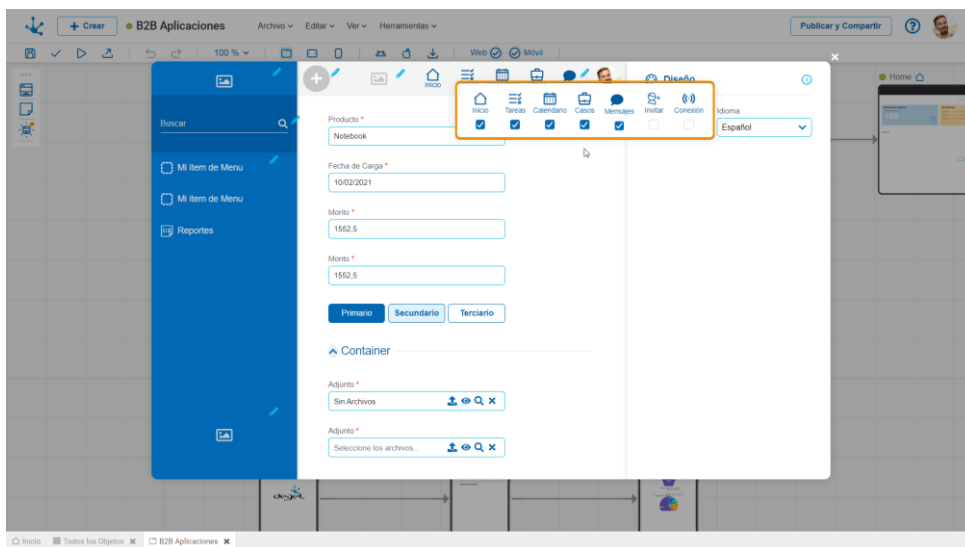 + Crear
B2B Aplicaciones
Archivo Editar Ver Herramientas
Publicar y Compartir
100 %
Web Móvil
Home
Inicio
Diseño
Inicio Tareas Calendario Casos Mensajes Invitar Conexión
Idioma
Español
Buscar
Mi item de Menu
Mi item de Menu
Reportes
Producto *
Notebook
Fecha de Carga *
10/02/2021
Monto *
1552,5
Monto *
1552,5
Primario Secundario Terciario
Container
Adjunto *
Sin Archivos
Adjunto *
Seleccione los archivos...
deyel
Inicio Todos los Objetos B2B Aplicaciones